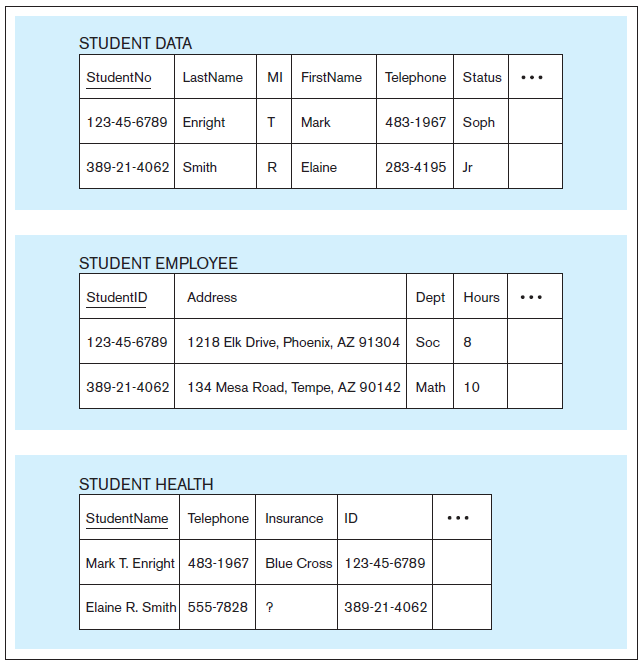 STUDENT DATA
StudentNo LastName MI FirstName Telephone Status •••
123-45-6789 Enright T Mark 483-1967 Soph
389-21-4062 Smith R Elaine 283-4195 Jr
STUDENT EMPLOYEE
StudentID Address Dept Hours •••
123-45-6789 1218 Elk Drive, Phoenix, AZ 91304 Soc 8
389-21-4062 134 Mesa Road, Tempe, AZ 90142 Math 10
STUDENT HEALTH
StudentName Telephone Insurance ID •••
Mark T. Enright 483-1967 Blue Cross 123-45-6789
Elaine R. Smith 555-7828 ? 389-21-4062